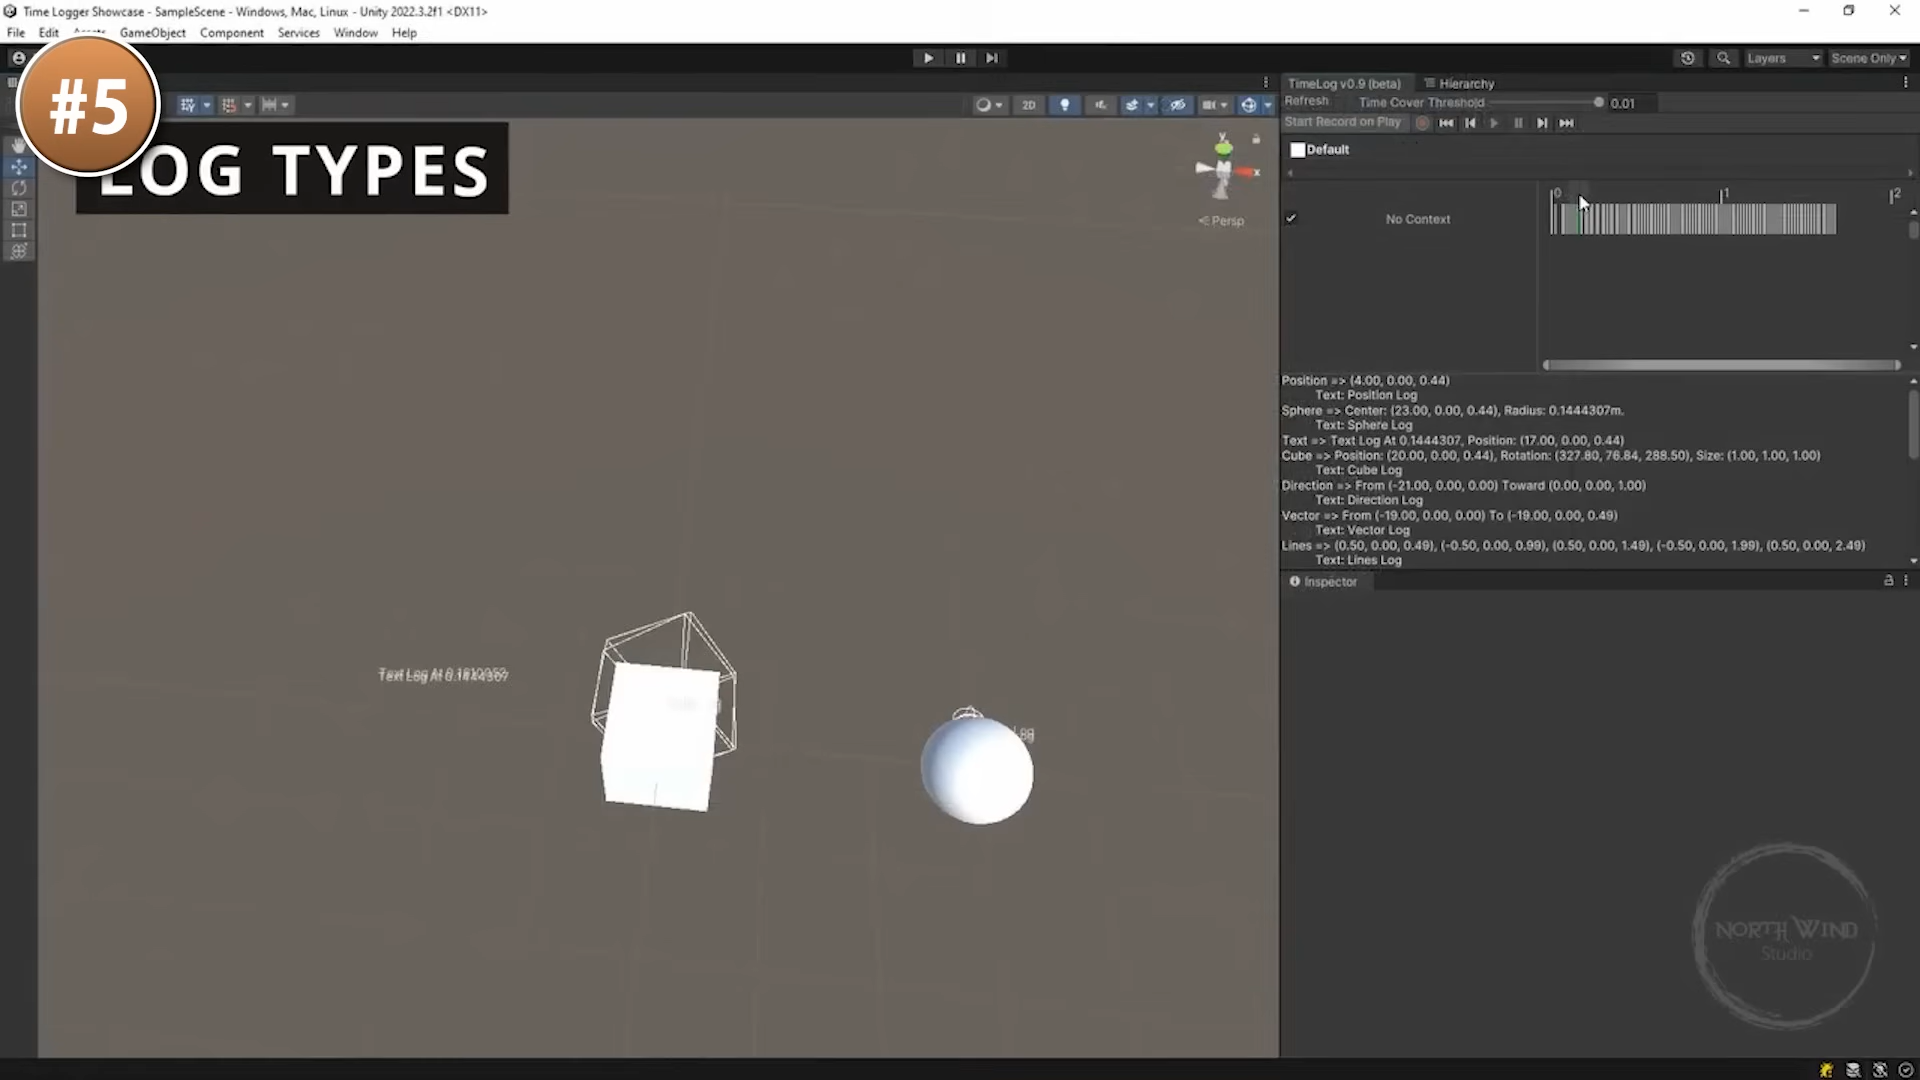 Time Logger Showcase - SampleScene - Windows, Mac, Linux - Unity 2022.3.2f1 <DX11>
File Edit Assets GameObject Component Services Window Help
#5
LOG TYPES
Layers
Scene Only
2D
Y
x
Persp
TimeLog v0.9 (beta)
Hierarchy
Refresh
Time Cover Threshold
0.01
Start Record on Play
Default
0
1
2
No Context
Position => (4.00, 0.00, 0.44)
Text: Position Log
Sphere => Center: (23.00, 0.00, 0.44), Radius: 0.1444307m.
Text: Sphere Log
Text => Text Log At 0.1444307, Position: (17.00, 0.00, 0.44)
Cube => Position: (20.00, 0.00, 0.44), Rotation: (327.80, 76.84, 288.50), Size: (1.00, 1.00, 1.00)
Text: Cube Log
Direction => From (-21.00, 0.00, 0.00) Toward (0.00, 0.00, 1.00)
Text: Direction Log
Vector => From (-19.00, 0.00, 0.00) To (-19.00, 0.00, 0.49)
Text: Vector Log
Lines => (0.50, 0.00, 0.49), (-0.50, 0.00, 0.99), (0.50, 0.00, 1.49), (-0.50, 0.00, 1.99), (0.50, 0.00, 2.49)
Text: Lines Log
Inspector
Text Log At 0.1444307
NORTH WIND
Studio